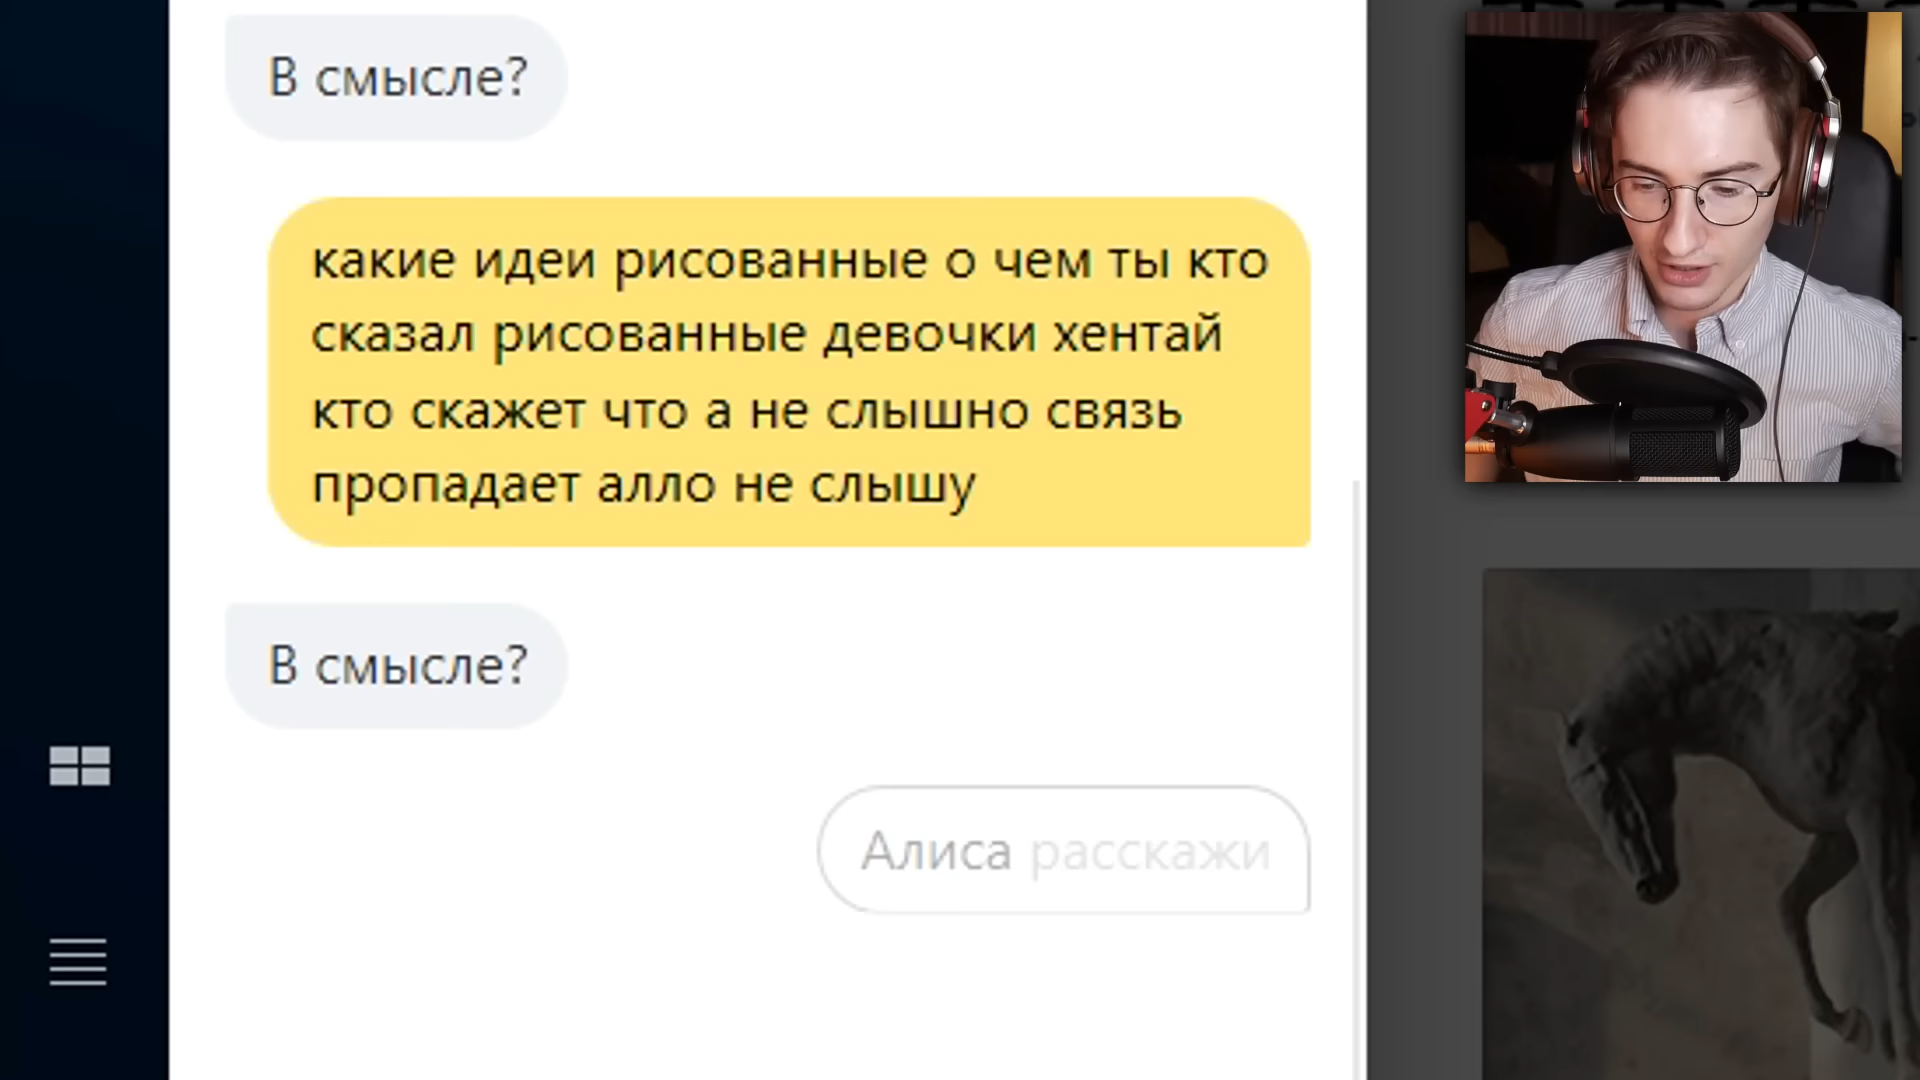 В смысле?
какие идеи рисованные о чем ты кто
сказал рисованные девочки хентай
кто скажет что а не слышно связь
пропадает алло не слышу
В смысле?
Алиса расскажи